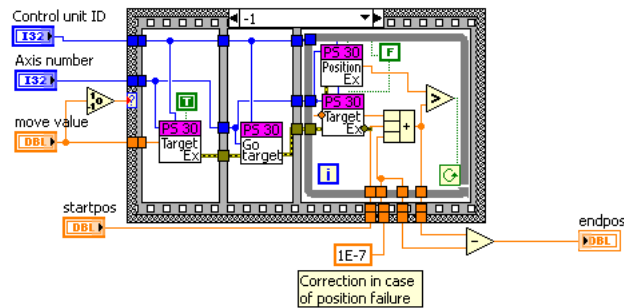 Control unit ID
I32
-1
Axis number
I32
-1 0
move value
DBL
T
PS 30
Target
Ex
PS 30
Go
target
PS 30
Position
Ex
F
PS 30
Target
Ex
>
+
i
startpos
DBL
1E-7
-
endpos
DBL
Correction in case
of position failure